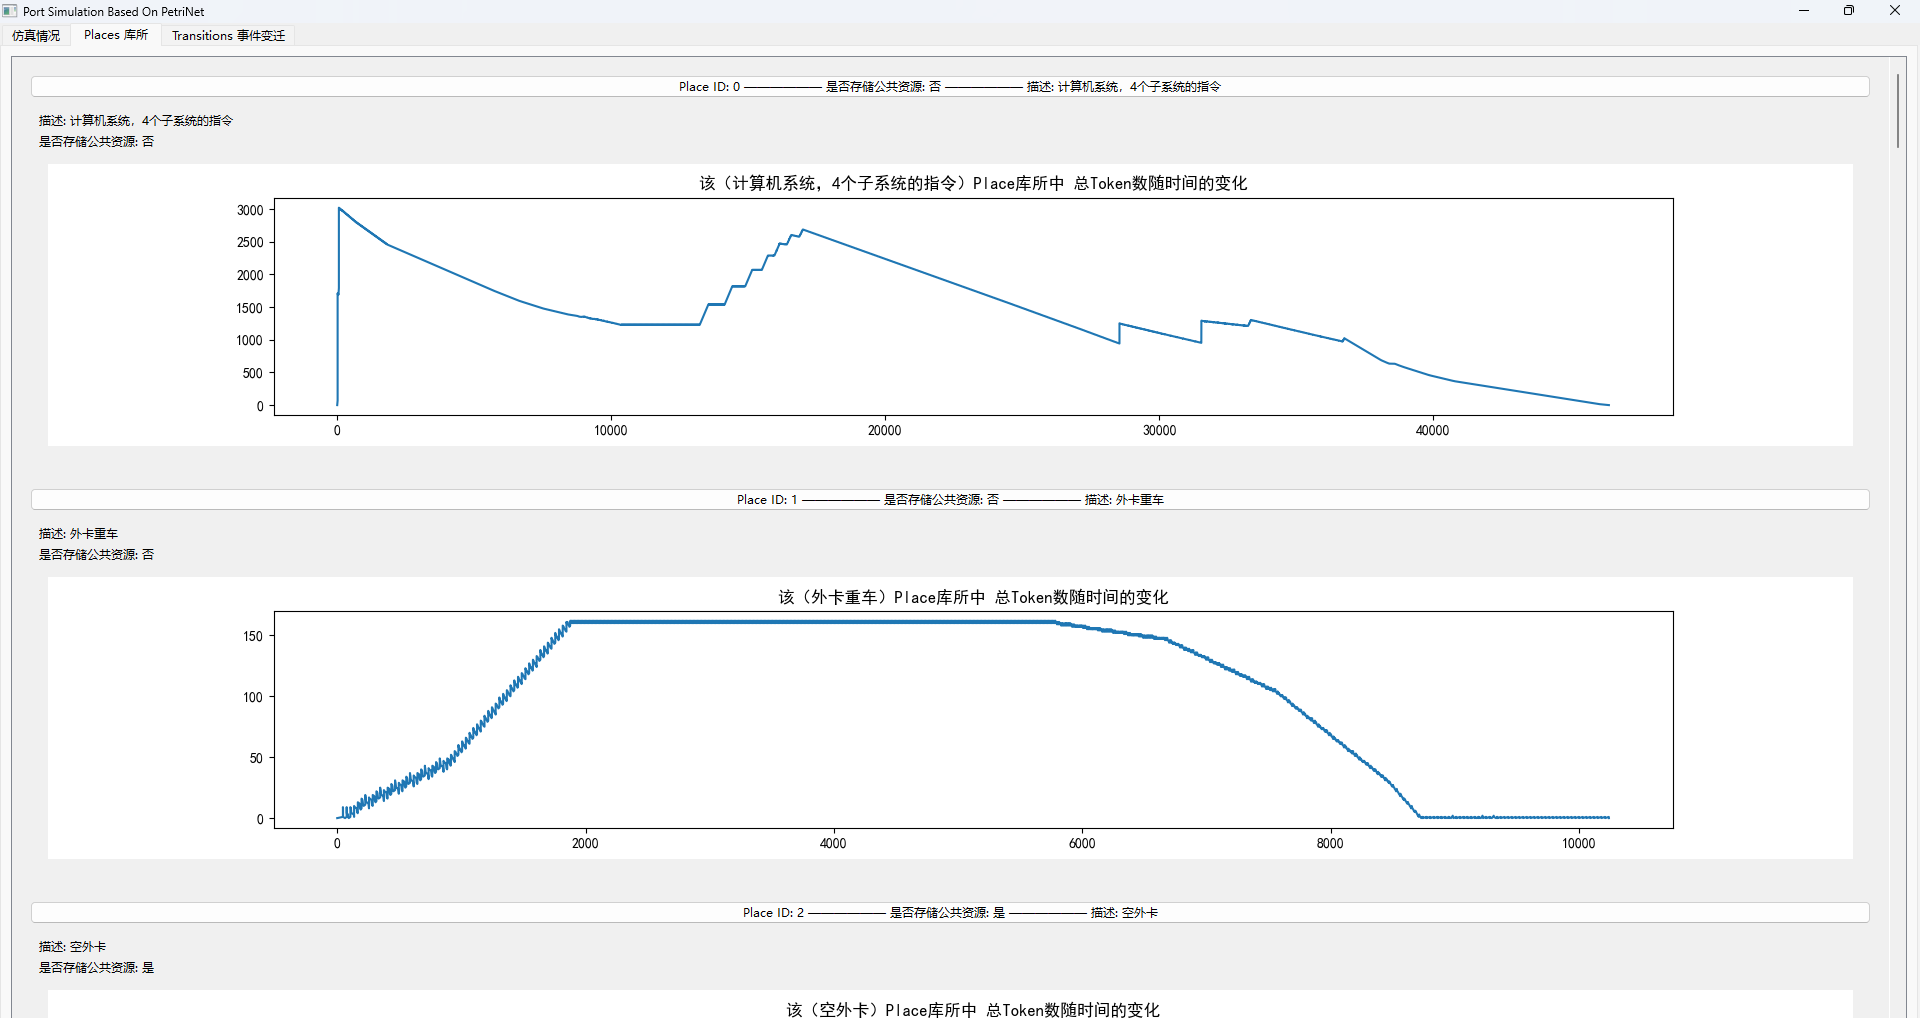 Port Simulation Based On PetriNet
仿真情况 Places 库所 Transitions 事件变迁
Place ID: 0 —————— 是否存储公共资源: 否 —————— 描述: 计算机系统，4个子系统的指令
描述: 计算机系统，4个子系统的指令
是否存储公共资源: 否
该（计算机系统，4个子系统的指令）Place库所中 总Token数随时间的变化
3000
2500
2000
1500
1000
500
0
0 10000 20000 30000 40000
Place ID: 1 —————— 是否存储公共资源: 否 —————— 描述: 外卡重车
描述: 外卡重车
是否存储公共资源: 否
该（外卡重车）Place库所中 总Token数随时间的变化
150
100
50
0
0 2000 4000 6000 8000 10000
Place ID: 2 —————— 是否存储公共资源: 是 —————— 描述: 空外卡
描述: 空外卡
是否存储公共资源: 是
该（空外卡）Place库所中 总Token数随时间的变化